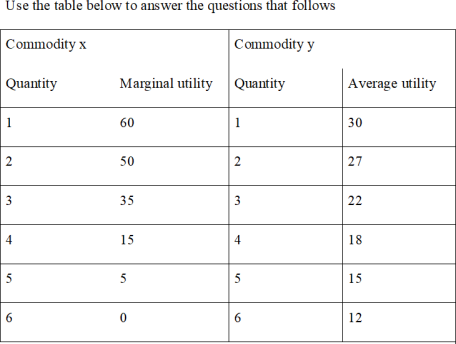 Use the table below to answer the questions that follows
Commodity x Commodity y
Quantity Marginal utility Quantity Average utility
1 60 1 30
2 50 2 27
3 35 3 22
4 15 4 18
5 5 5 15
6 0 6 12